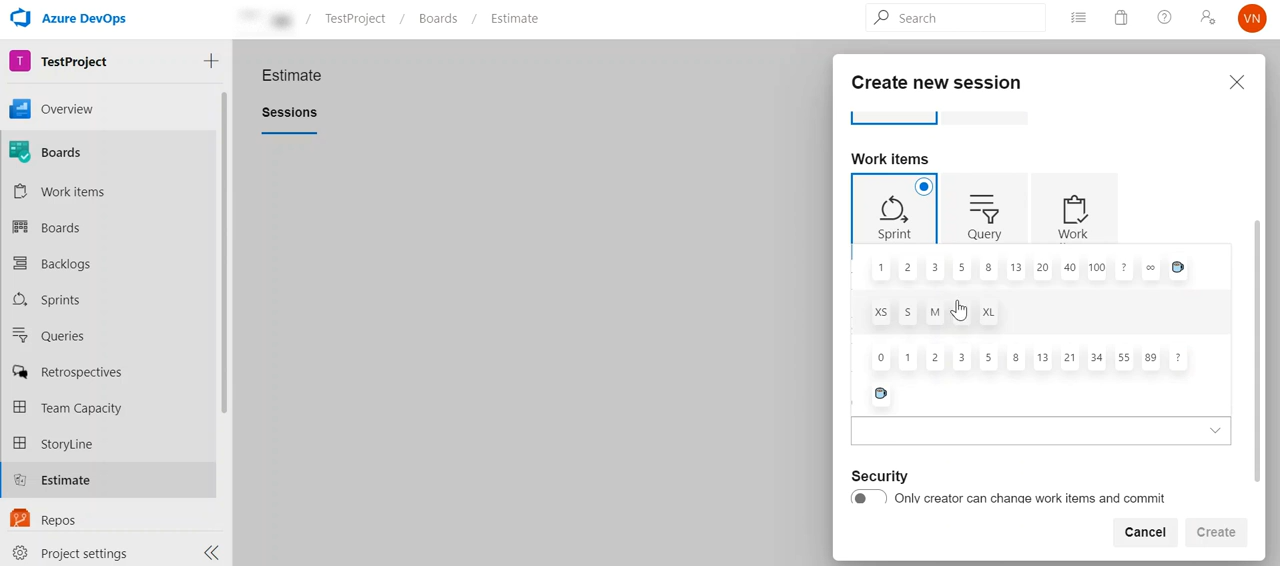 Azure DevOps / TestProject / Boards / Estimate Search VN
T TestProject
Overview
Boards
Work items
Boards
Backlogs
Sprints
Queries
Retrospectives
Team Capacity
StoryLine
Estimate
Repos
Project settings
Estimate
Sessions
Create new session
Work items
Sprint Query Work
1 2 3 5 8 13 20 40 100 ? ∞
XS S M XL
0 1 2 3 5 8 13 21 34 55 89 ?
Security
Only creator can change work items and commit
Cancel Create